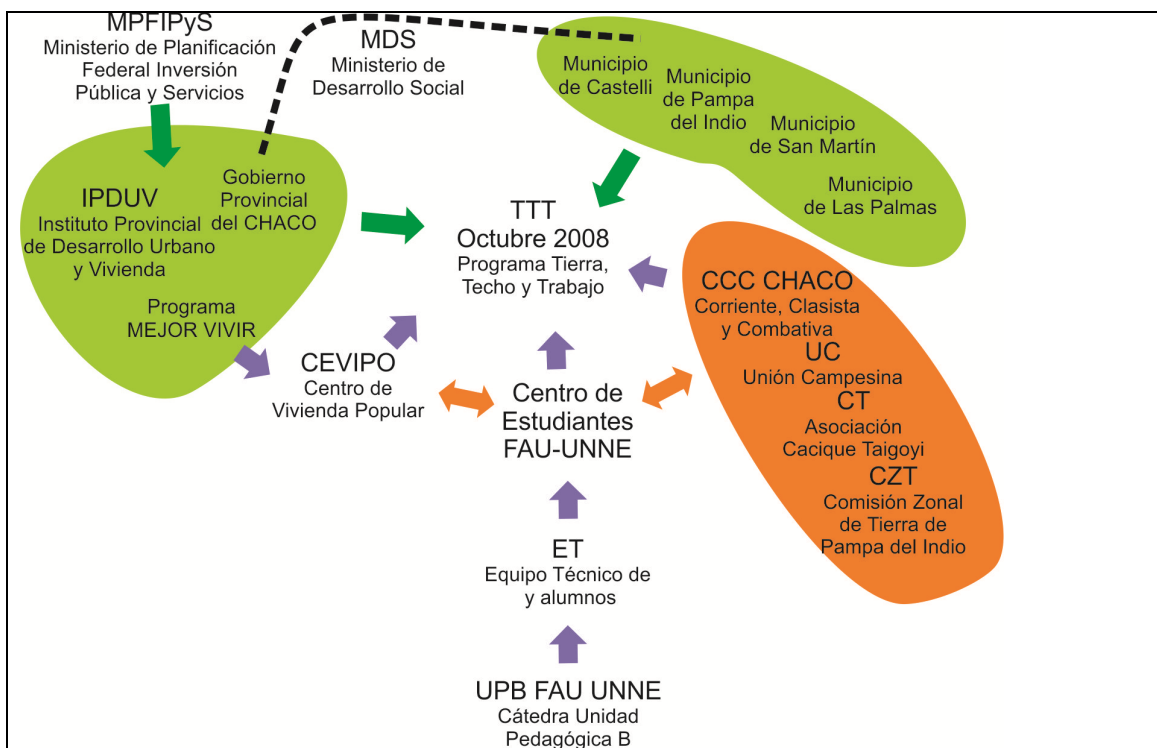 MPFIPyS
Ministerio de Planificación
Federal Inversión
Pública y Servicios
MDS
Ministerio de
Desarrollo Social
Municipio
de Castelli
Municipio
de Pampa
del Indio
Municipio
de San Martín
Municipio
de Las Palmas
IPDUV
Instituto Provincial
de Desarrollo Urbano
y Vivienda
Gobierno
Provincial
del CHACO
Programa
MEJOR VIVIR
TTT
Octubre 2008
Programa Tierra,
Techo y Trabajo
CCC CHACO
Corriente, Clasista
y Combativa
UC
Unión Campesina
CT
Asociación
Cacique Taigoyi
CZT
Comisión Zonal
de Tierra de
Pampa del Indio
CEVIPO
Centro de
Vivienda Popular
Centro de
Estudiantes
FAU-UNNE
ET
Equipo Técnico de
y alumnos
UPB FAU UNNE
Cátedra Unidad
Pedagógica B